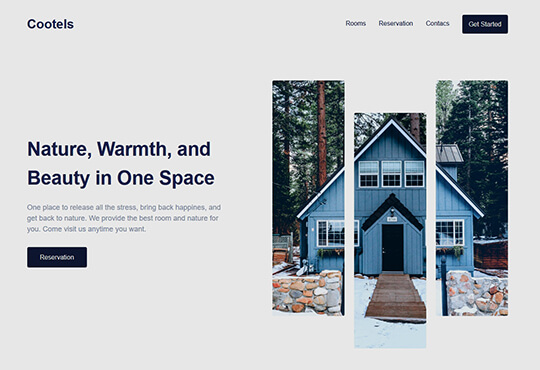 Cootels
Rooms
Reservation
Contacs
Get Started
Nature, Warmth, and
Beauty in One Space
One place to release all the stress, bring back happines, and
get back to nature. We provide the best room and nature for
you. Come visit us anytime you want.
Reservation